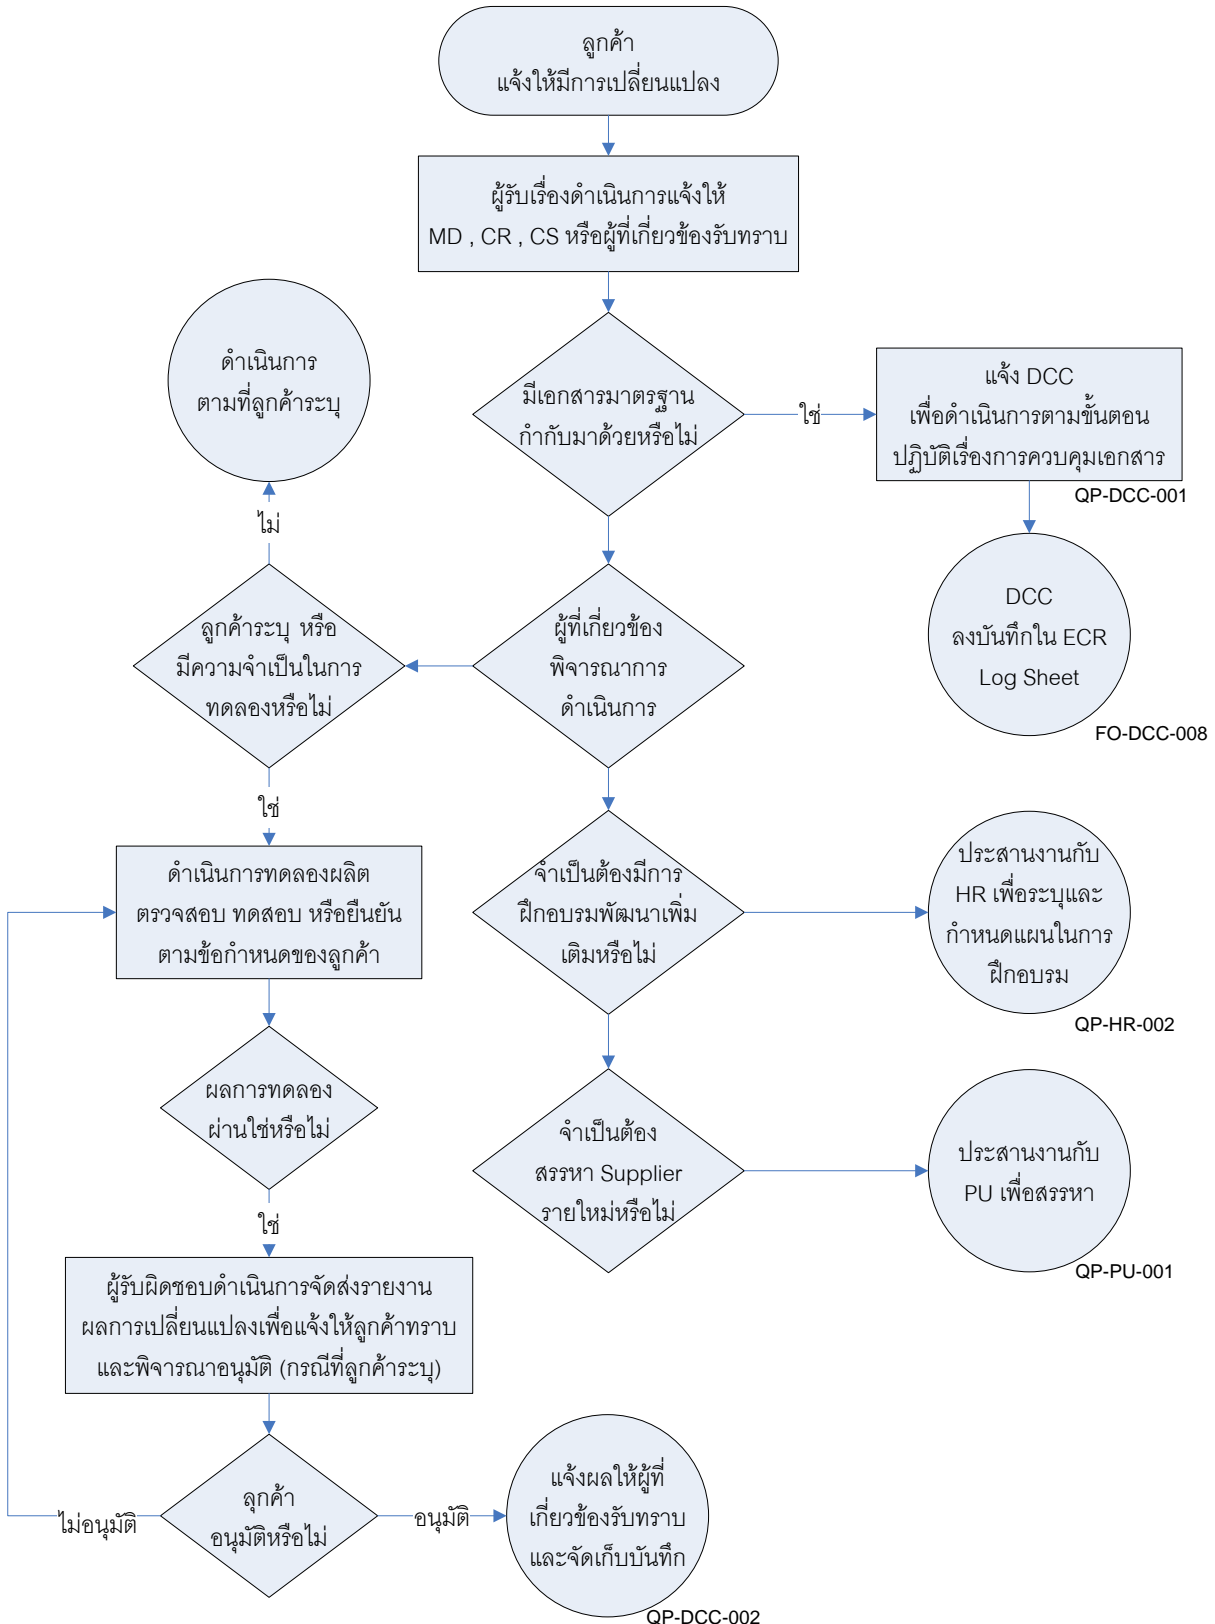 ลูกค้า
แจ้งให้มีการเปลี่ยนแปลง
ผู้รับเรื่องดำเนินการแจ้งให้
MD , CR , CS หรือผู้ที่เกี่ยวข้องรับทราบ
มีเอกสารมาตรฐาน
กำกับมาด้วยหรือไม่
ใช่
แจ้ง DCC
เพื่อดำเนินการตามขั้นตอน
ปฏิบัติเรื่องการควบคุมเอกสาร
QP-DCC-001
DCC
ลงบันทึกใน ECR
Log Sheet
FO-DCC-008
ดำเนินการ
ตามที่ลูกค้าระบุ
ไม่
ลูกค้าระบุ หรือ
มีความจำเป็นในการ
ทดลองหรือไม่
ผู้ที่เกี่ยวข้อง
พิจารณาการ
ดำเนินการ
ใช่
ดำเนินการทดลองผลิต
ตรวจสอบ ทดสอบ หรือยืนยัน
ตามข้อกำหนดของลูกค้า
จำเป็นต้องมีการ
ฝึกอบรมพัฒนาเพิ่ม
เติมหรือไม่
ประสานงานกับ
HR เพื่อระบุและ
กำหนดแผนในการ
ฝึกอบรม
QP-HR-002
ผลการทดลอง
ผ่านใช่หรือไม่
จำเป็นต้อง
สรรหา Supplier
รายใหม่หรือไม่
ประสานงานกับ
PU เพื่อสรรหา
QP-PU-001
ใช่
ผู้รับผิดชอบดำเนินการจัดส่งรายงาน
ผลการเปลี่ยนแปลงเพื่อแจ้งให้ลูกค้าทราบ
และพิจารณาอนุมัติ (กรณีที่ลูกค้าระบุ)
ลุกค้า
อนุมัติหรือไม่
ไม่อนุมัติ
อนุมัติ
แจ้งผลให้ผู้ที่
เกี่ยวข้องรับทราบ
และจัดเก็บบันทึก
QP-DCC-002